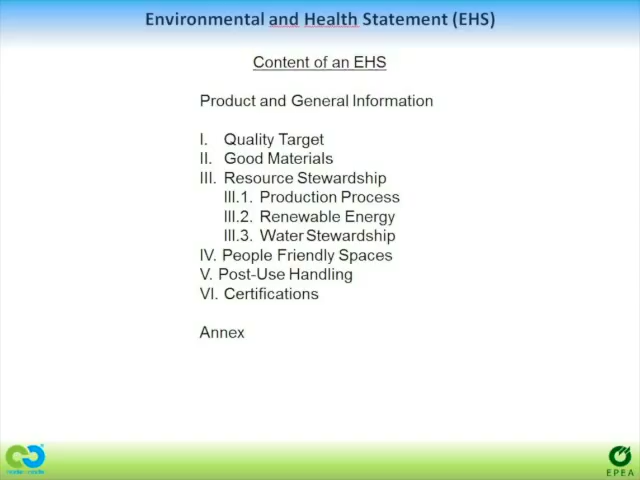 Environmental and Health Statement (EHS)
Content of an EHS
Product and General Information
I. Quality Target
II. Good Materials
III. Resource Stewardship
III.1. Production Process
III.2. Renewable Energy
III.3. Water Stewardship
IV. People Friendly Spaces
V. Post-Use Handling
VI. Certifications
Annex
EPEA